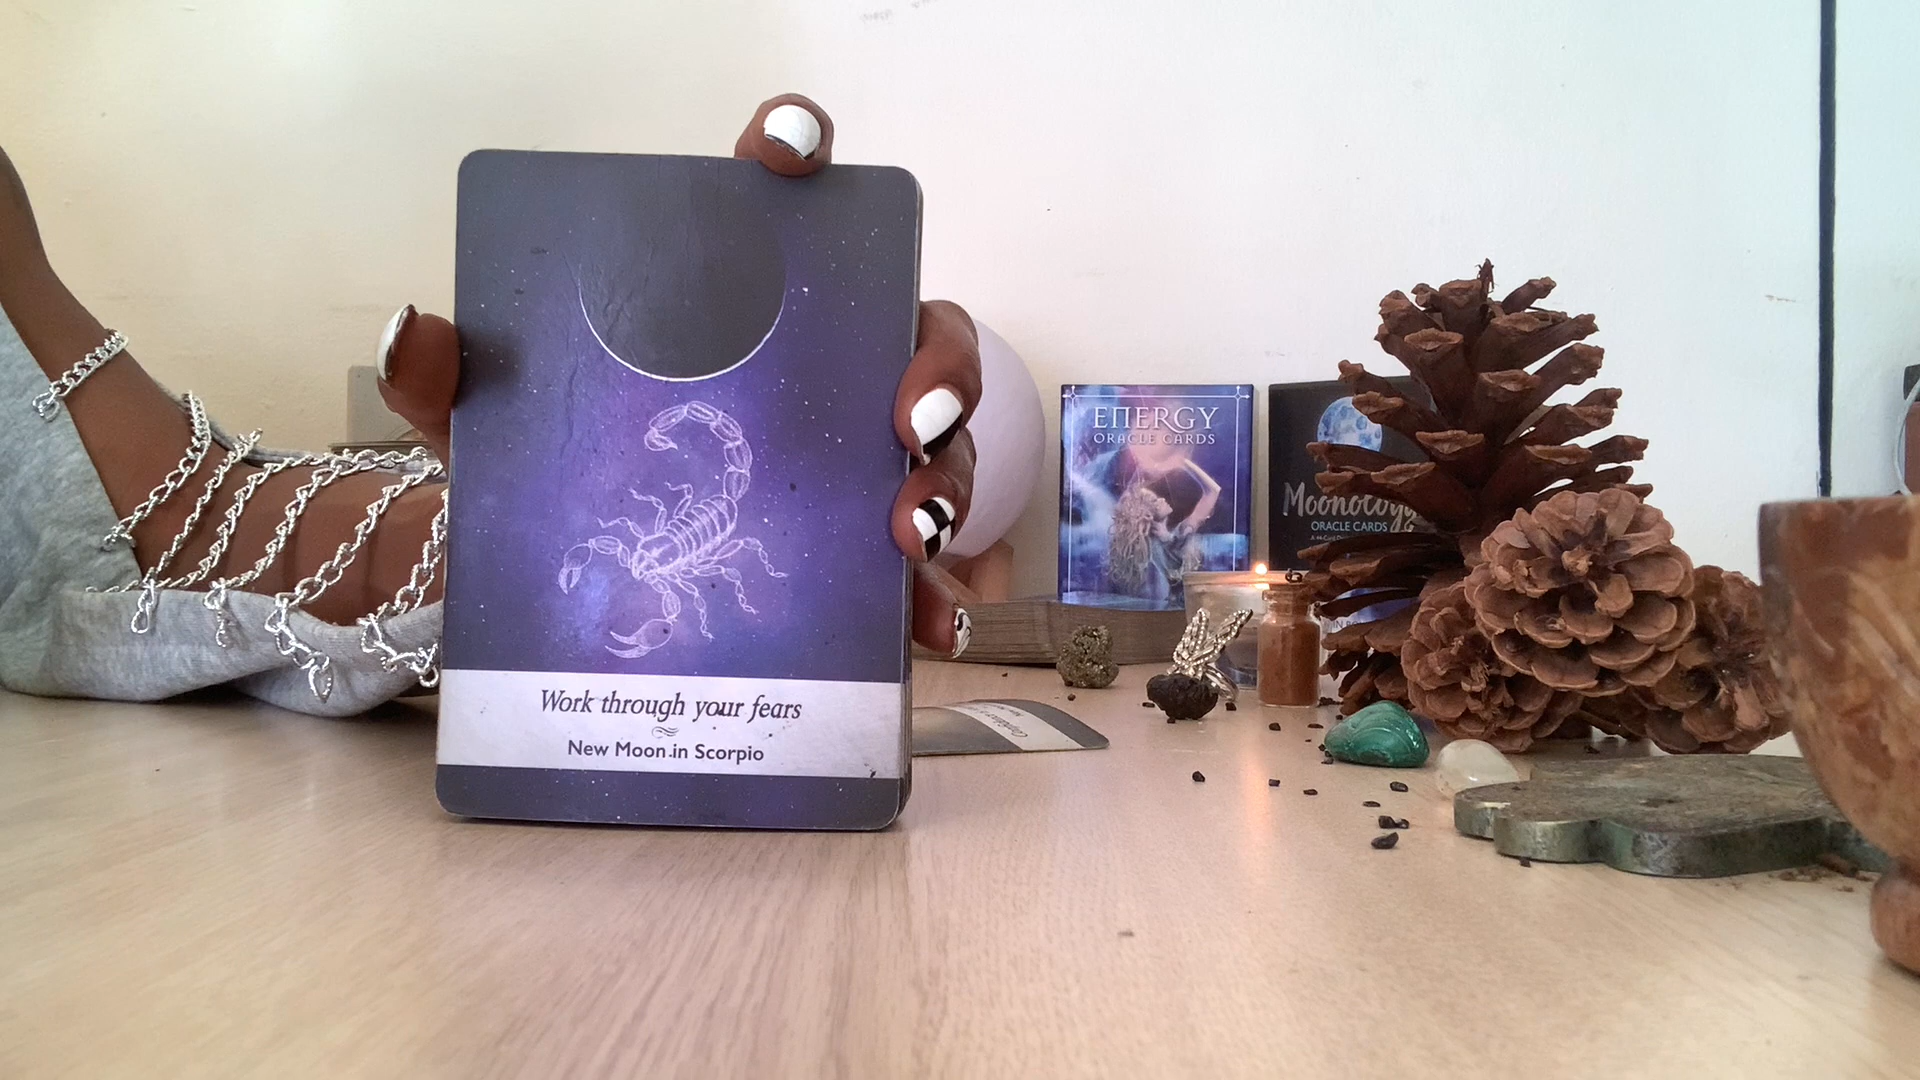 Work through your fears
New Moon in Scorpio
ENERGY
ORACLE CARDS
Moonology
ORACLE CARDS